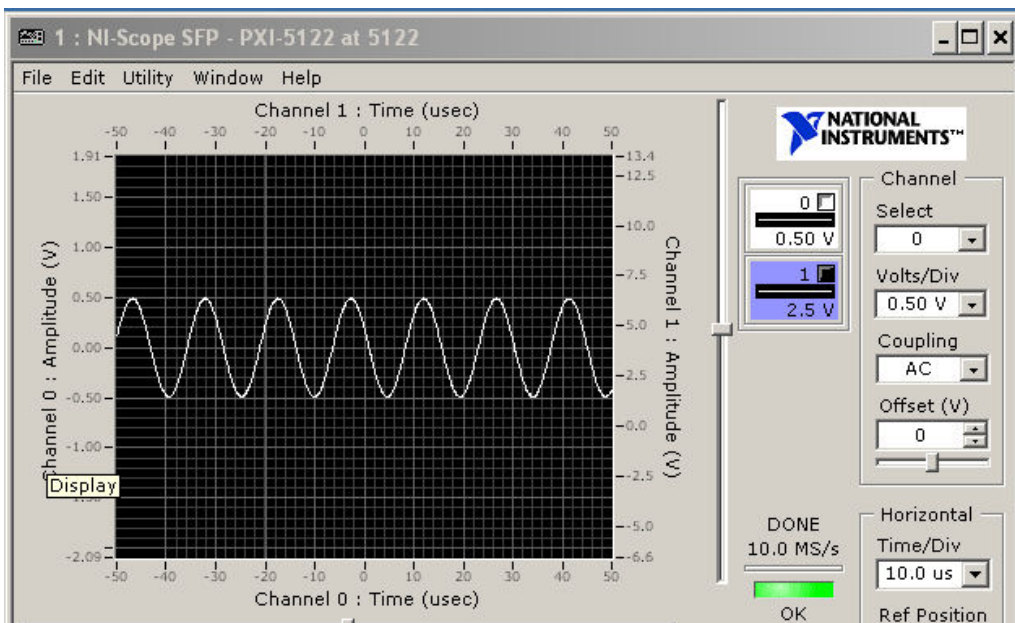 1 : NI-Scope SFP - PXI-5122 at 5122
File Edit Utility Window Help
Channel 1 : Time (usec)
-50 -40 -30 -20 -10 0 10 20 30 40 50
1.91
1.50
1.00
0.50
0.00
-0.50
-1.00
-2.09
Channel 0 : Amplitude (V)
Display
13.4
12.5
10.0
7.5
5.0
2.5
0.0
-2.5
-5.0
-6.6
Channel 1 : Amplitude (V)
-50 -40 -30 -20 -10 0 10 20 30 40 50
Channel 0 : Time (usec)
NATIONAL
INSTRUMENTS™
0
0.50 V
1
2.5 V
DONE
10.0 MS/s
OK
Channel
Select
0
Volts/Div
0.50 V
Coupling
AC
Offset (V)
0
Horizontal
Time/Div
10.0 us
Ref Position